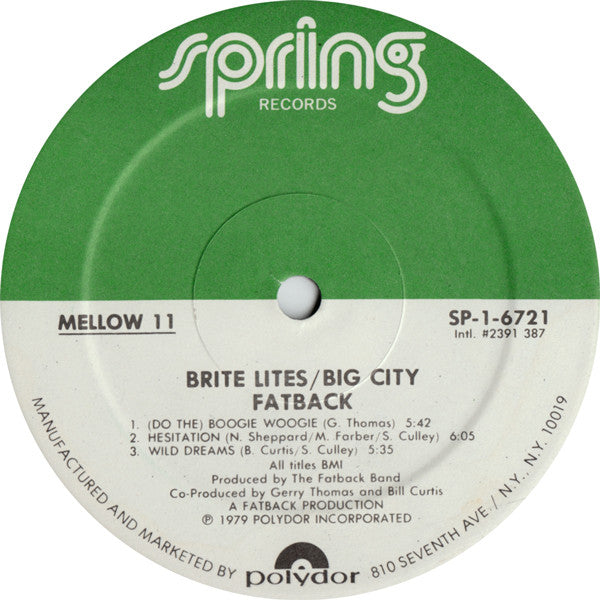 spring
RECORDS
MELLOW 11
SP-1-6721
Intl. #2391 387
BRITE LITES/BIG CITY
FATBACK
1. (DO THE) BOOGIE WOOGIE (G. Thomas) 5:42
2. HESITATION (N. Sheppard/M. Farber/S. Culley) 6:05
3. WILD DREAMS (B. Curtis/S. Culley) 5:35
All titles BMI
Produced by The Fatback Band
Co-Produced by Gerry Thomas and Bill Curtis
A FATBACK PRODUCTION
℗ 1979 POLYDOR INCORPORATED
MANUFACTURED AND MARKETED BY polydor 810 SEVENTH AVE./N.Y., N.Y. 10019